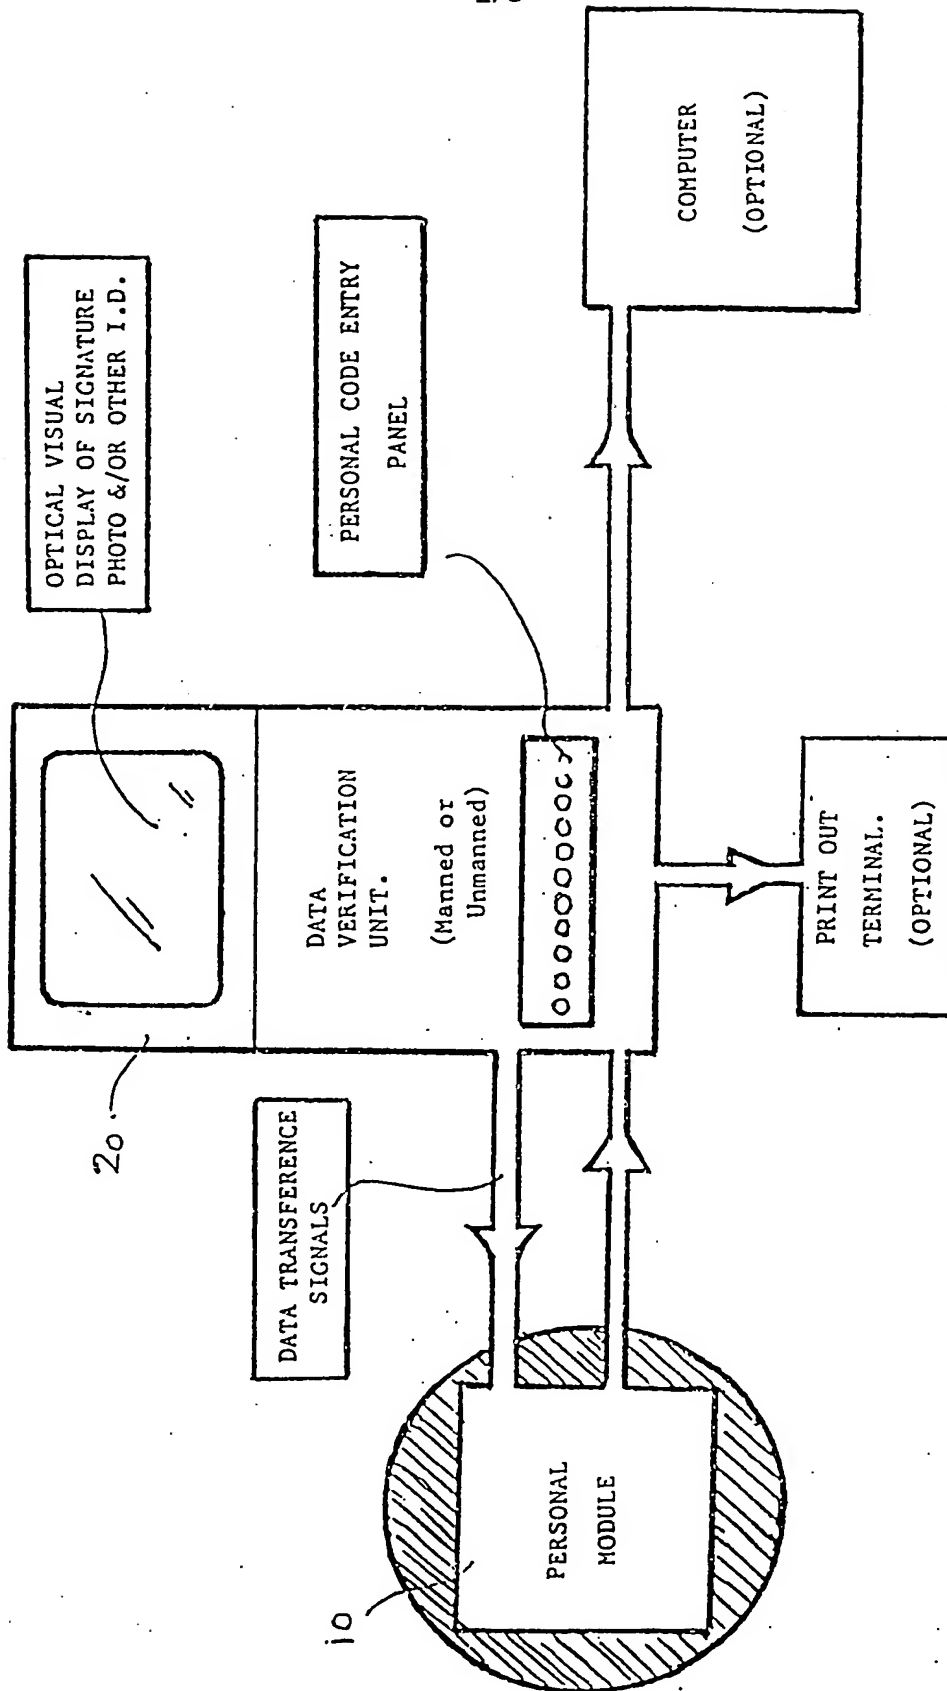 OPTICAL VISUAL
DISPLAY OF SIGNATURE
PHOTO &/OR OTHER I.D.
20
DATA TRANSFERENCE
SIGNALS
DATA
VERIFICATION
UNIT.
(Manned or
Unmanned)
PERSONAL CODE ENTRY
PANEL
10
PERSONAL
MODULE
PRINT OUT
TERMINAL.
(OPTIONAL)
COMPUTER
(OPTIONAL)